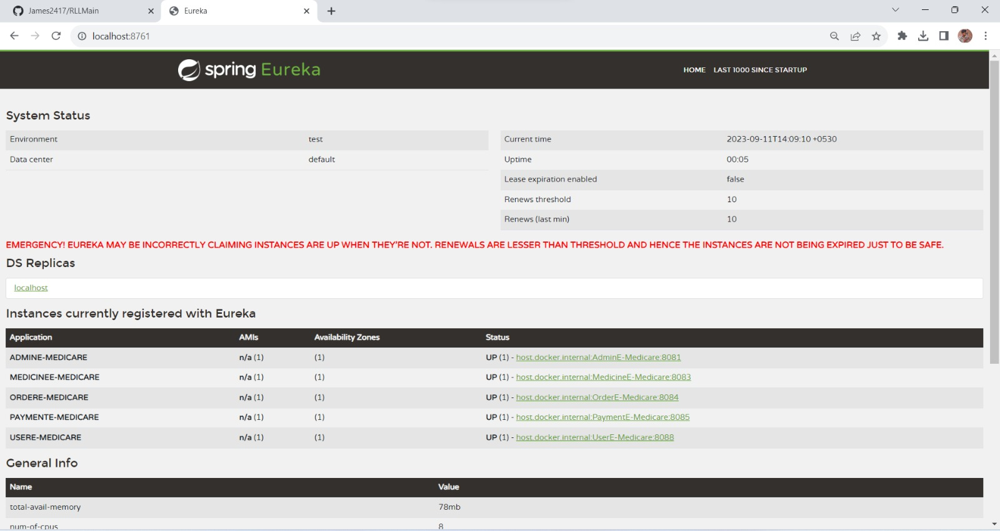 James2417/RLLMain
Eureka
localhost:8761
spring Eureka
HOME LAST 1000 SINCE STARTUP
System Status
Environment test
Data center default
Current time 2023-09-11T14:09:10 +0530
Uptime 00:05
Lease expiration enabled false
Renews threshold 10
Renews (last min) 10
EMERGENCY! EUREKA MAY BE INCORRECTLY CLAIMING INSTANCES ARE UP WHEN THEY'RE NOT. RENEWALS ARE LESSER THAN THRESHOLD AND HENCE THE INSTANCES ARE NOT BEING EXPIRED JUST TO BE SAFE.
DS Replicas
localhost
Instances currently registered with Eureka
Application AMIs Availability Zones Status
ADMINE-MEDICARE n/a (1) (1) UP (1) - host.docker.internal:AdminE-Medicare:8081
MEDICINEE-MEDICARE n/a (1) (1) UP (1) - host.docker.internal:MedicineE-Medicare:8083
ORDERE-MEDICARE n/a (1) (1) UP (1) - host.docker.internal:OrderE-Medicare:8084
PAYMENTE-MEDICARE n/a (1) (1) UP (1) - host.docker.internal:PaymentE-Medicare:8085
USERE-MEDICARE n/a (1) (1) UP (1) - host.docker.internal:UserE-Medicare:8088
General Info
Name Value
total-avail-memory 78mb
num-of-cpus 8